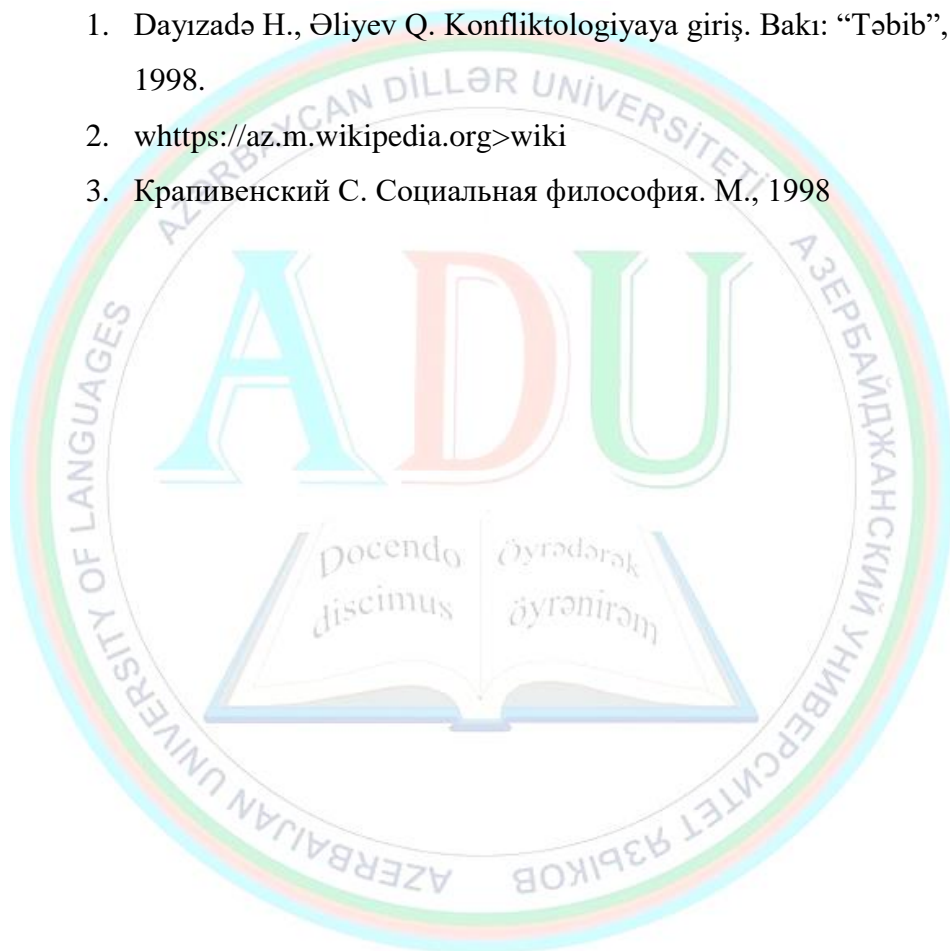 1. Dayızadə H., Əliyev Q. Konfliktologiyaya giriş. Bakı: “Təbib”,
1998.
2. whttps://az.m.wikipedia.org>wiki
3. Крапивенский С. Социальная философия. М., 1998
AZƏRBAYCAN DİLLƏR UNİVERSİTETİ
АЗЕРБАЙДЖАНСКИЙ УНИВЕРСИТЕТ ЯЗЫКОВ
AZERBAIJAN UNIVERSITY OF LANGUAGES
ADU
Docendo
discimus
Öyrədərək
öyrənirəm